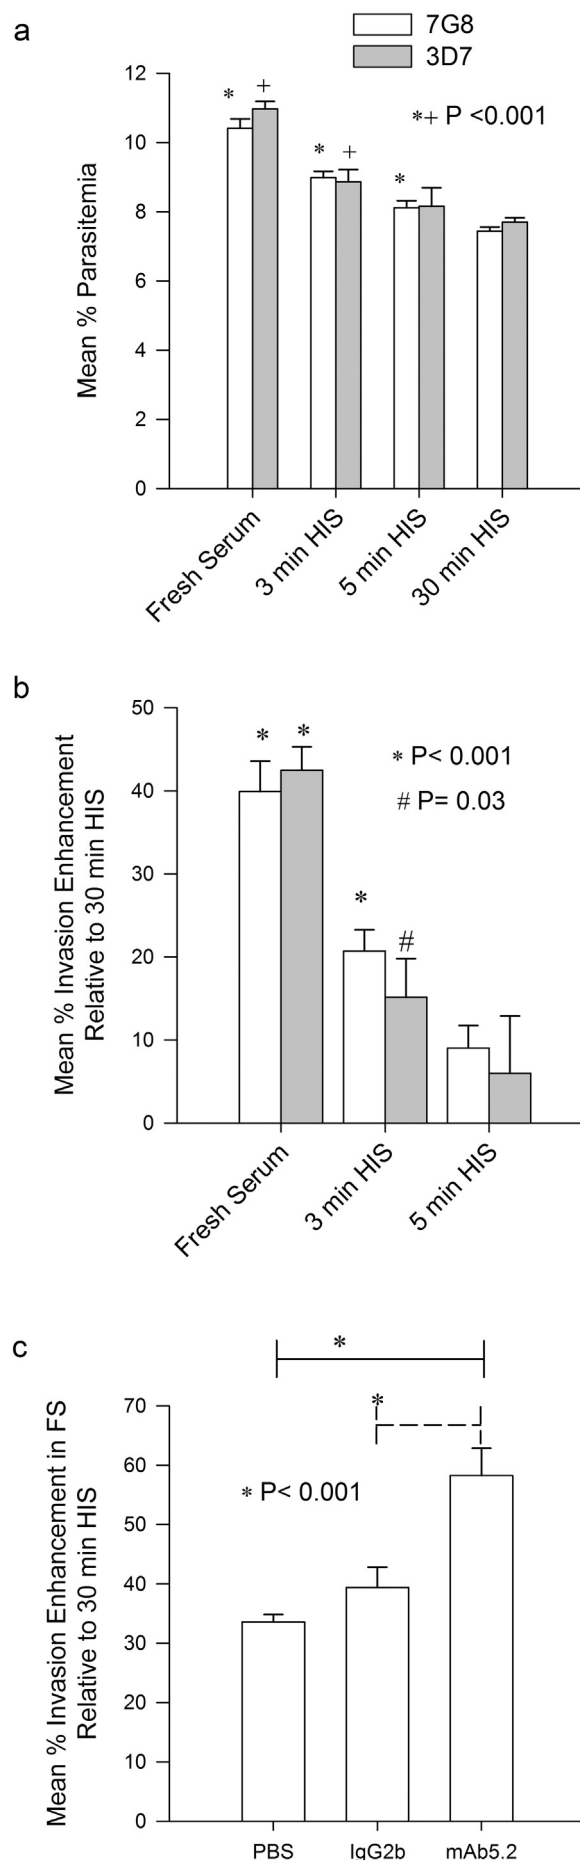 a
7G8
3D7
*+ P <0.001
* + * + *
12
10
8
6
4
2
0
Mean % Parasitemia
Fresh Serum
3 min HIS
5 min HIS
30 min HIS
b
50
40
30
20
10
0
Mean % Invasion Enhancement
Relative to 30 min HIS
* * * #
* P< 0.001
# P= 0.03
Fresh Serum
3 min HIS
5 min HIS
c
*
*
* P< 0.001
70
60
50
40
30
20
10
0
Mean % Invasion Enhancement in FS
Relative to 30 min HIS
PBS
IgG2b
mAb5.2